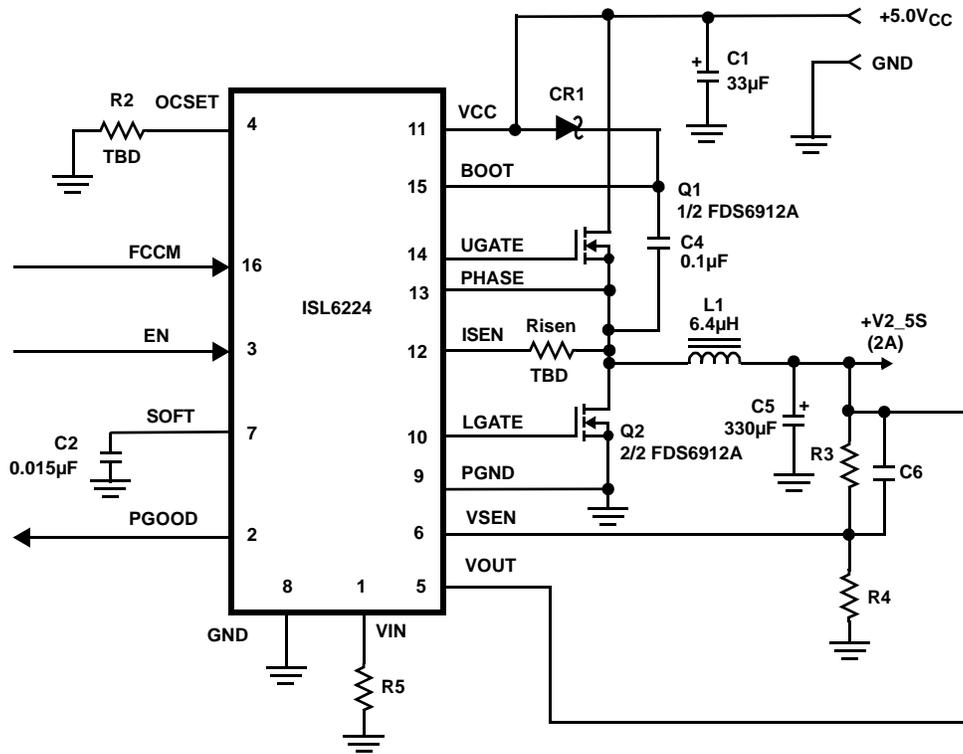 +5.0VCC
C1
33µF
GND
R2
OCSET
4
TBD
VCC
11
CR1
BOOT
15
Q1
1/2 FDS6912A
C4
0.1µF
FCCM
16
UGATE
14
PHASE
13
ISL6224
L1
6.4µH
+V2_5S
(2A)
EN
3
ISEN
12
Risen
TBD
SOFT
7
C2
0.015µF
LGATE
10
Q2
2/2 FDS6912A
C5
+
330µF
R3
C6
PGND
9
PGOOD
2
VSEN
6
VOUT
5
8
1
GND
VIN
R4
R5
+